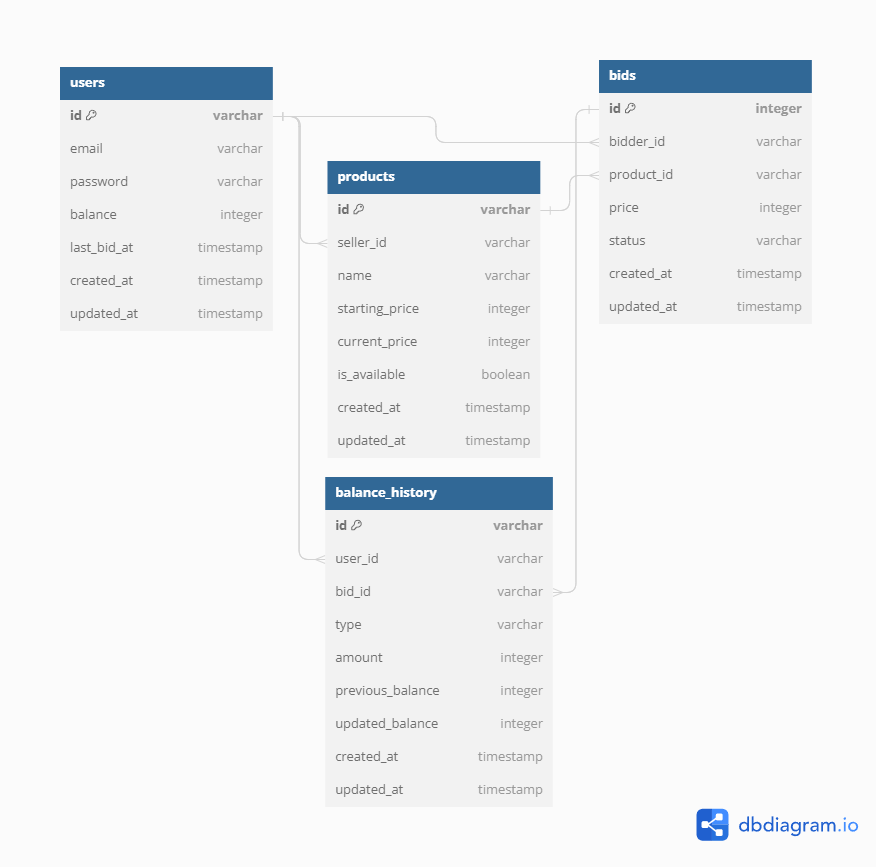 users
id varchar
email varchar
password varchar
balance integer
last_bid_at timestamp
created_at timestamp
updated_at timestamp
products
id varchar
seller_id varchar
name varchar
starting_price integer
current_price integer
is_available boolean
created_at timestamp
updated_at timestamp
bids
id integer
bidder_id varchar
product_id varchar
price integer
status varchar
created_at timestamp
updated_at timestamp
balance_history
id varchar
user_id varchar
bid_id varchar
type varchar
amount integer
previous_balance integer
updated_balance integer
created_at timestamp
updated_at timestamp
dbdiagram.io